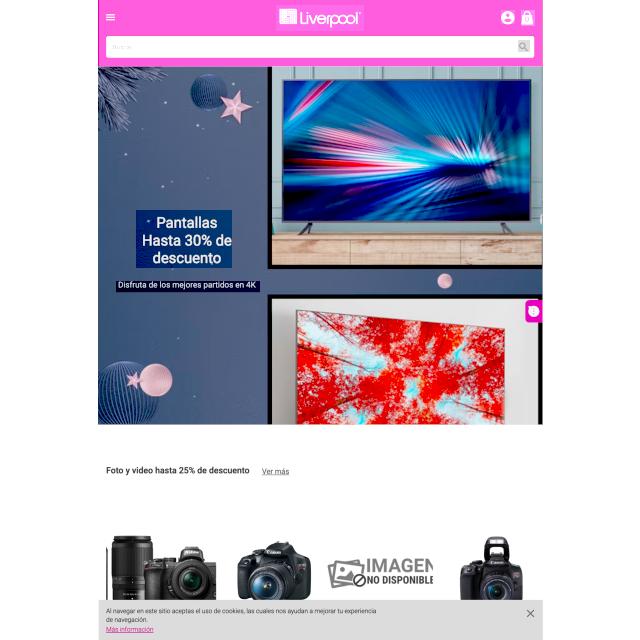 Liverpool
Buscar
Pantallas
Hasta 30% de
descuento
Disfruta de los mejores partidos en 4K
Foto y video hasta 25% de descuento Ver más
IMAGEN
NO DISPONIBLE
Al navegar en este sitio aceptas el uso de cookies, las cuales nos ayudan a mejorar tu experiencia
de navegación.
Más información